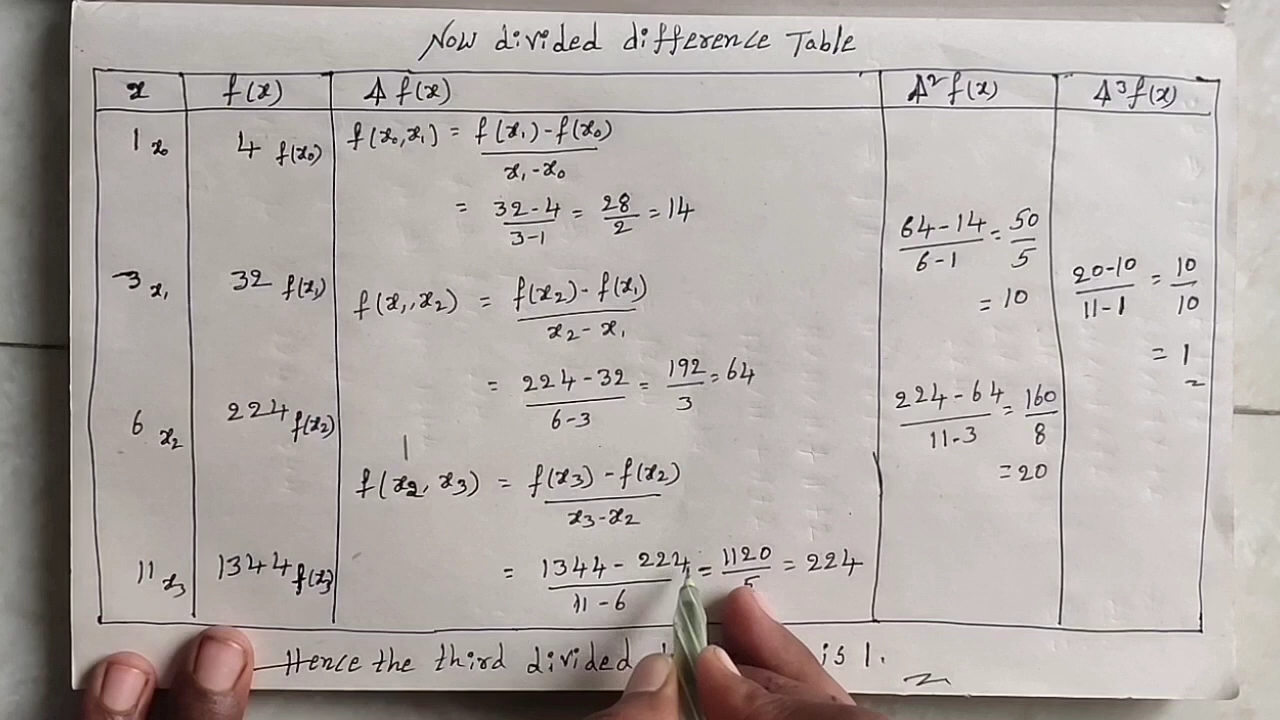 Now divided difference Table
x f(x) Δ f(x) Δ² f(x) Δ³ f(x)
1 x₀ 4 f(x₀) f(x₀,x₁) = f(x₁)-f(x₀)
x₁-x₀
= 32-4 = 28 = 14
3-1 2
64-14 = 50
6-1 5
= 10
3 x₁ 32 f(x₁) f(x₁,x₂) = f(x₂)-f(x₁)
x₂-x₁
20-10 = 10
11-1 10
= 1
= 224-32 = 192 = 64
6-3 3
224-64 = 160
11-3 8
= 20
6 x₂ 224 f(x₂)
f(x₂,x₃) = f(x₃)-f(x₂)
x₃-x₂
11 x₃ 1344 f(x₃) = 1344-224 = 1120 = 224
11-6 5
Hence the third divided is 1.